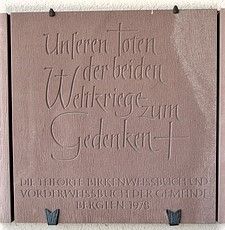 Unseren Toten
der beiden
Weltkriege zum
Gedenken +
DIE TEILORTE BIRKENWEISSBUCH UND
VORDERWEISSBUCH DER GEMEINDE
BERGLEN 1978